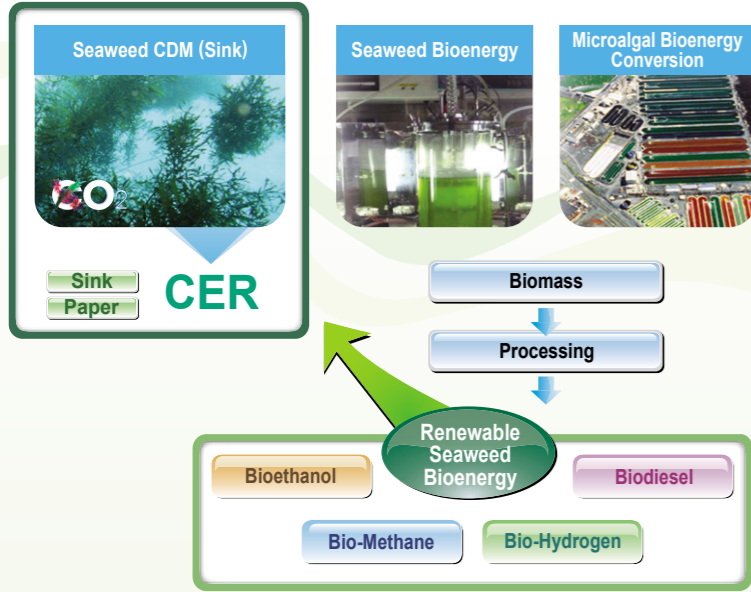 Seaweed CDM (Sink)
CO2
Sink
Paper
CER
Seaweed Bioenergy
Microalgal Bioenergy
Conversion
Biomass
Processing
Renewable
Seaweed
Bioenergy
Bioethanol
Biodiesel
Bio-Methane
Bio-Hydrogen